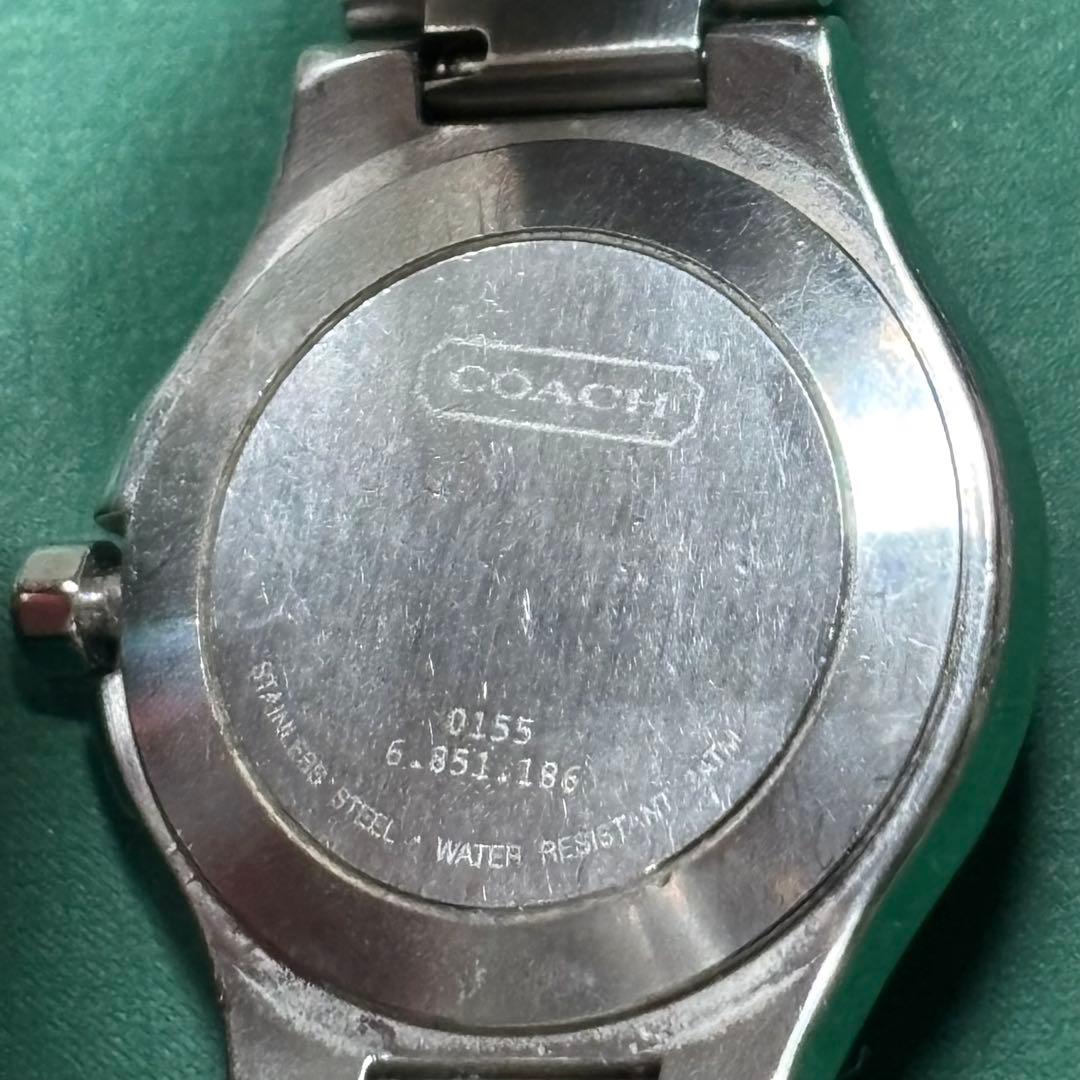 COACH
0155
6.851.186
STAINLESS STEEL WATER RESISTANT 3ATM